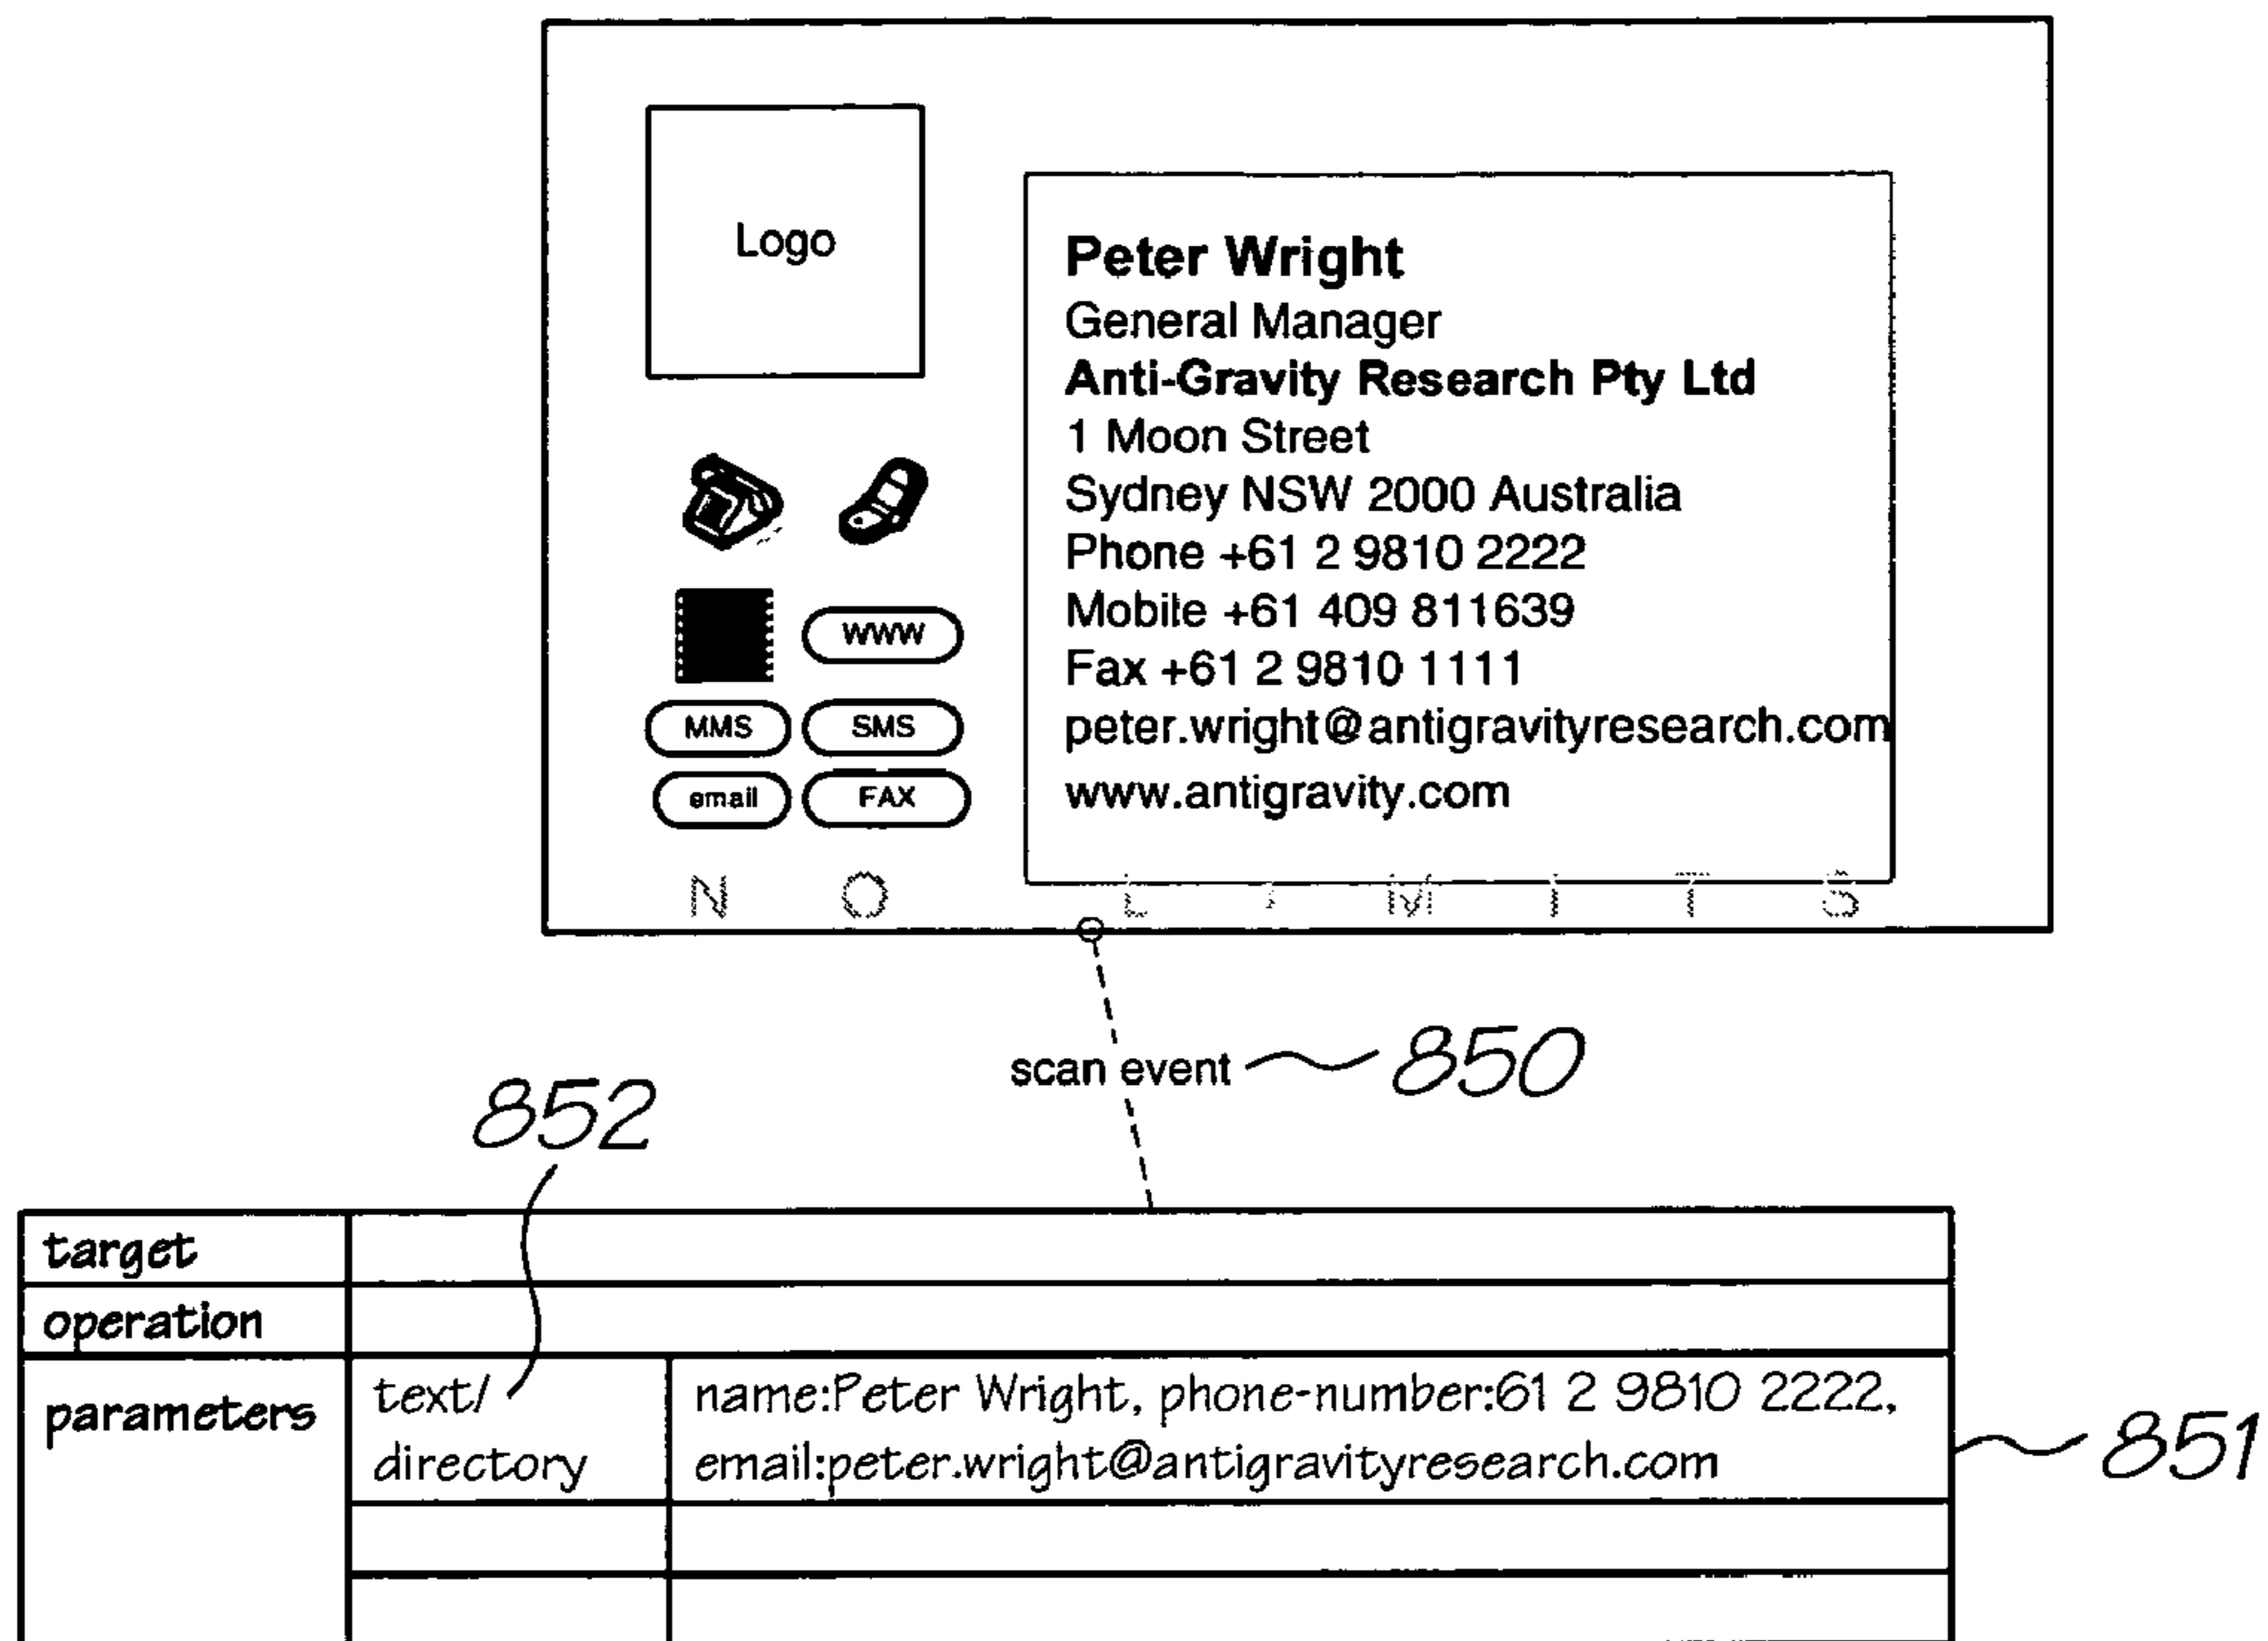 Logo
Peter Wright
General Manager
Anti-Gravity Research Pty Ltd
1 Moon Street
Sydney NSW 2000 Australia
Phone +61 2 9810 2222
Mobile +61 409 811639
Fax +61 2 9810 1111
peter.wright@antigravityresearch.com
www.antigravity.com
WWW
MMS SMS
email FAX
N O L I M I T S
scan event 850
852
target
operation
parameters text/ name:Peter Wright, phone-number:61 2 9810 2222,
directory email:peter.wright@antigravityresearch.com
851